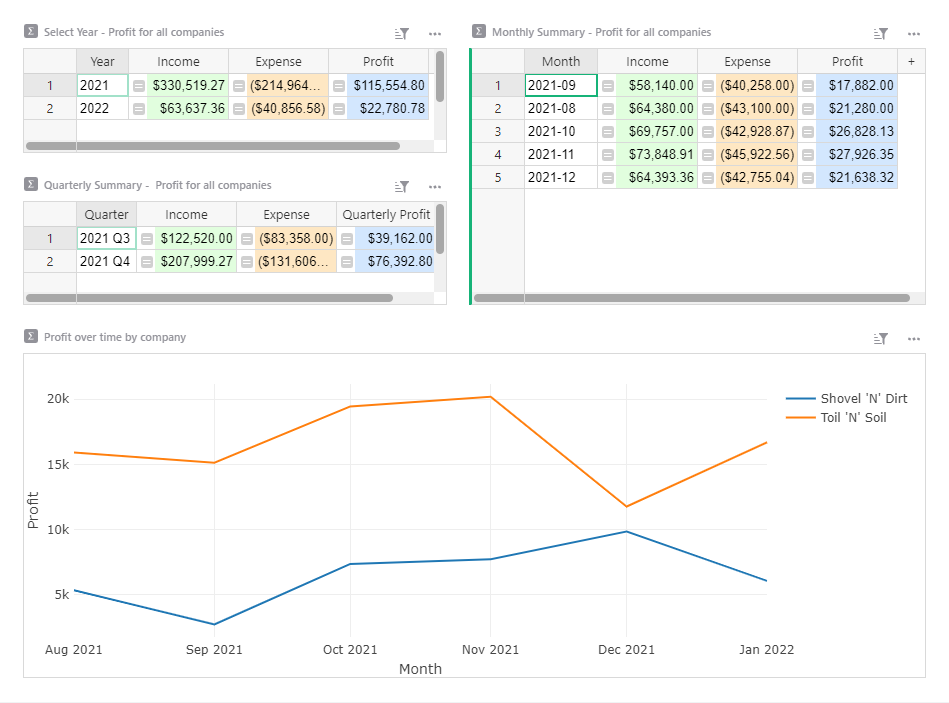 Select Year - Profit for all companies
Year Income Expense Profit
1 2021 $330,519.27 ($214,964... $115,554.80
2 2022 $63,637.36 ($40,856.58) $22,780.78
Quarterly Summary - Profit for all companies
Quarter Income Expense Quarterly Profit
1 2021 Q3 $122,520.00 ($83,358.00) $39,162.00
2 2021 Q4 $207,999.27 ($131,606... $76,392.80
Monthly Summary - Profit for all companies
Month Income Expense Profit +
1 2021-09 $58,140.00 ($40,258.00) $17,882.00
2 2021-08 $64,380.00 ($43,100.00) $21,280.00
3 2021-10 $69,757.00 ($42,928.87) $26,828.13
4 2021-11 $73,848.91 ($45,922.56) $27,926.35
5 2021-12 $64,393.36 ($42,755.04) $21,638.32
Profit over time by company
20k
15k
10k
5k
Profit
Aug 2021 Sep 2021 Oct 2021 Nov 2021 Dec 2021 Jan 2022
Month
Shovel 'N' Dirt
Toil 'N' Soil